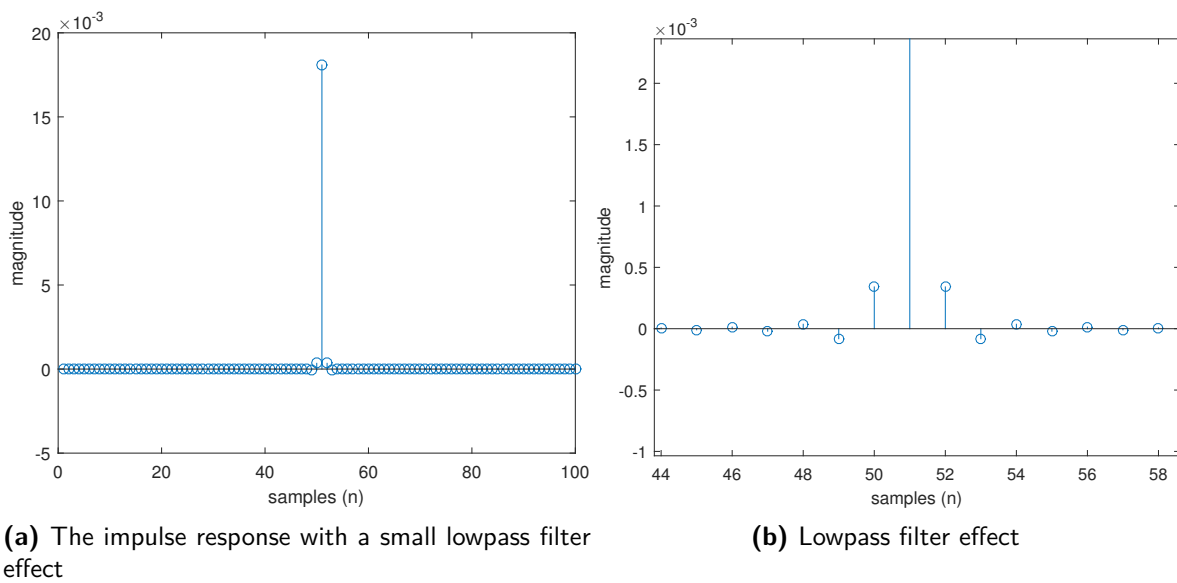 ×10⁻³
20
15
10
5
0
-5
magnitude
0 20 40 60 80 100
samples (n)
(a) The impulse response with a small lowpass filter
effect
×10⁻³
2
1.5
1
0.5
0
-0.5
-1
magnitude
44 46 48 50 52 54 56 58
samples (n)
(b) Lowpass filter effect